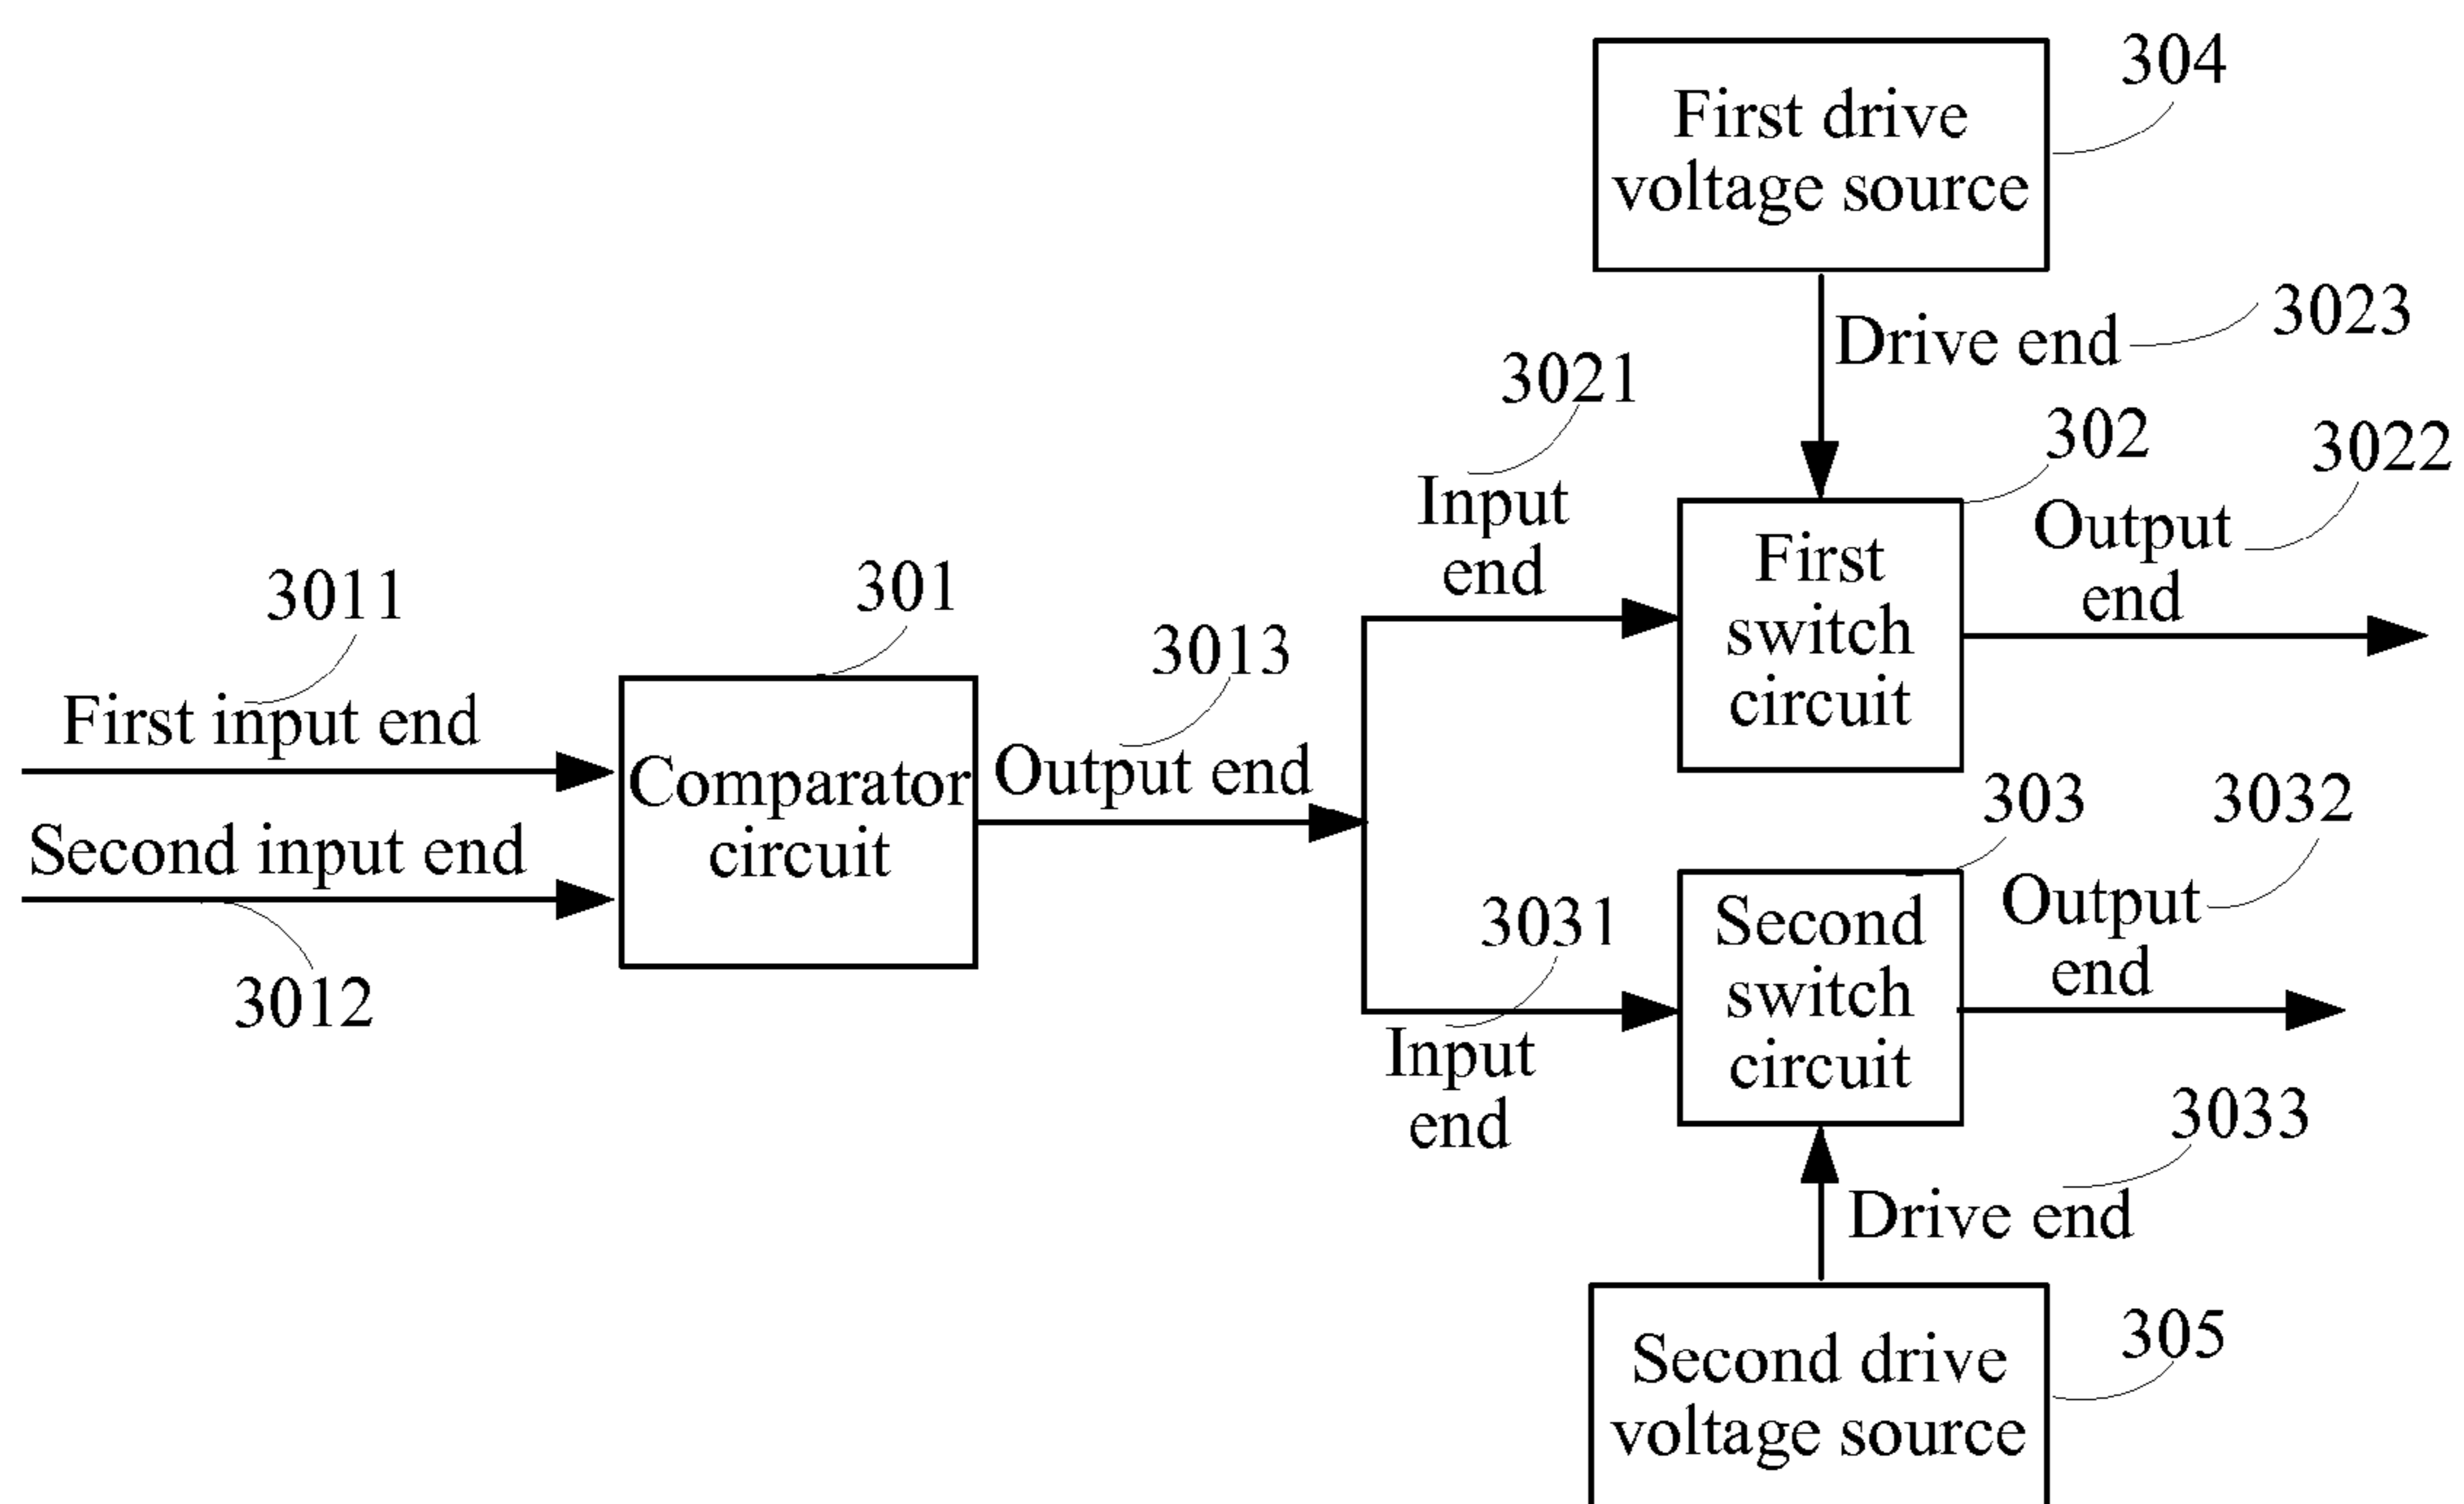 First drive
voltage source
304
Drive end
3023
3021
Input
end
302
3022
First
switch
circuit
Output
end
3011
First input end
Second input end
3012
301
Comparator
circuit
3013
Output end
303
3032
3031
Input
end
Second
switch
circuit
Output
end
3033
Drive end
Second drive
voltage source
305